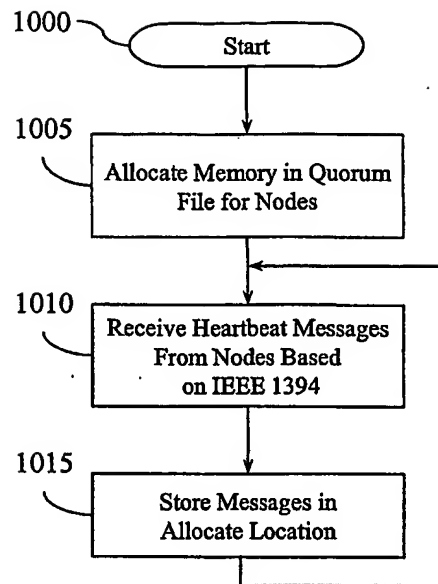 1000
Start
1005
Allocate Memory in Quorum
File for Nodes
1010
Receive Heartbeat Messages
From Nodes Based
on IEEE 1394
1015
Store Messages in
Allocate Location